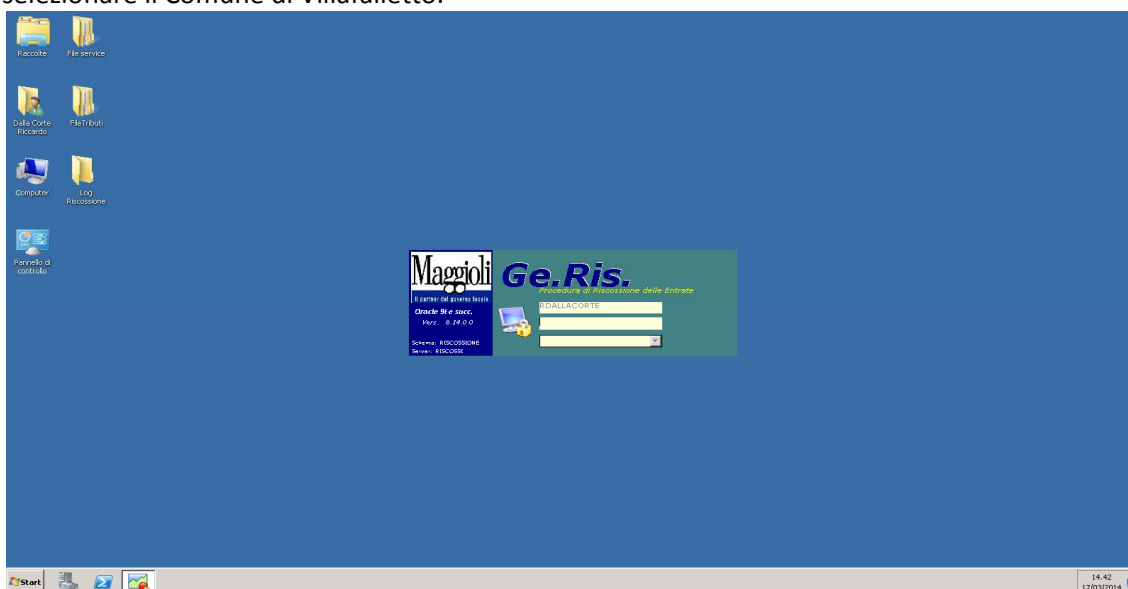 selezionare il Comune di Villafalletto.
Raccolte
File service
Dalla Corte
Riccardo
FileTributi
Computer
Log
Riscossione
Pannello di
controllo
Maggioli
Il partner del governo locale
Oracle 9i e succ.
Vers. 8.14.0.0
Schema: RISCOSSIONE
Server: RISCOSSI
Ge.Ris.
Procedura di Riscossione delle Entrate
RDALLACORTE
Start
14.42
17/03/2014